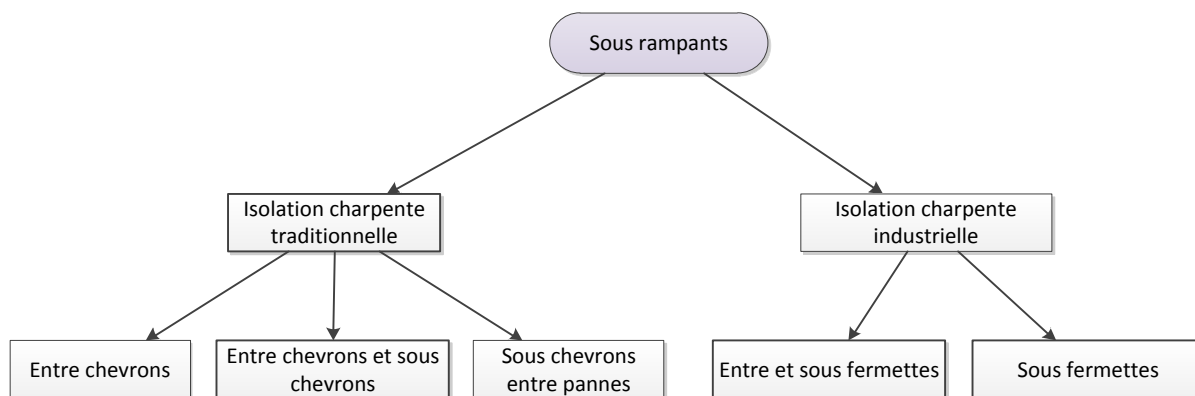 Sous rampants
Isolation charpente
traditionnelle
Isolation charpente
industrielle
Entre chevrons
Entre chevrons et sous
chevrons
Sous chevrons
entre pannes
Entre et sous fermettes
Sous fermettes